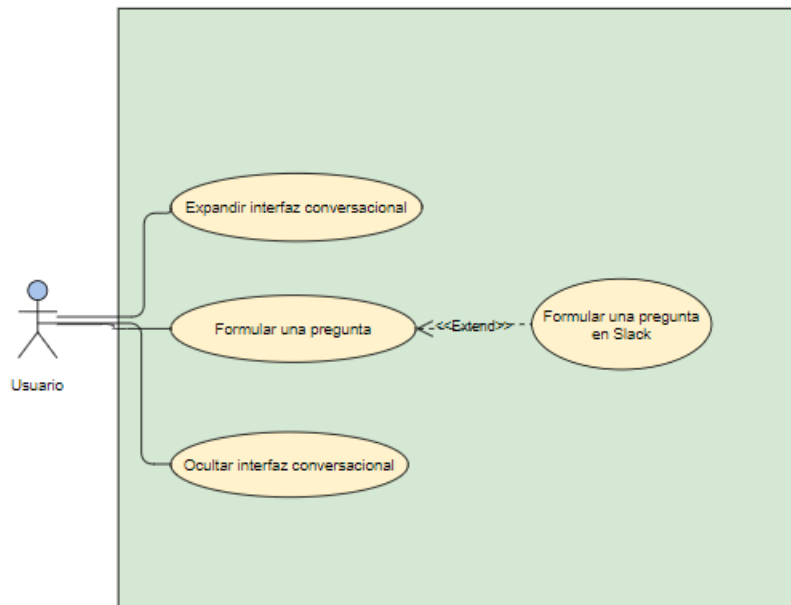 Expandir interfaz conversacional
Usuario
Formular una pregunta
<<Extend>>
Formular una pregunta
en Slack
Ocultar interfaz conversacional